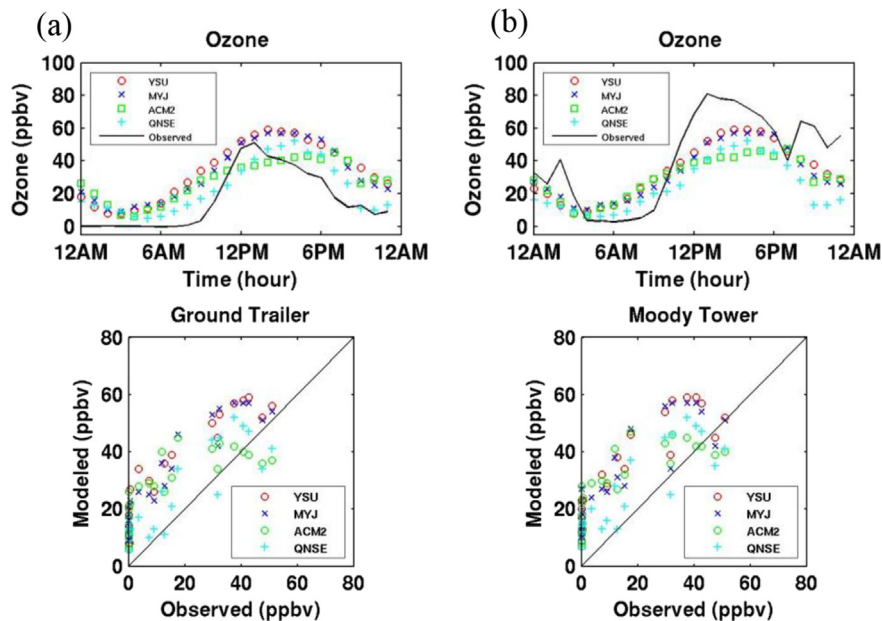 (a)
Ozone
100
80
60
40
20
0
Ozone (ppbv)
YSU
MYJ
ACM2
QNSE
Observed
12AM 6AM 12PM 6PM 12AM
Time (hour)
(b)
Ozone
100
80
60
40
20
0
Ozone (ppbv)
YSU
MYJ
ACM2
QNSE
Observed
12AM 6AM 12PM 6PM 12AM
Time (hour)
Ground Trailer
80
60
40
20
0
Modeled (ppbv)
YSU
MYJ
ACM2
QNSE
0 20 40 60 80
Observed (ppbv)
Moody Tower
80
60
40
20
0
Modeled (ppbv)
YSU
MYJ
ACM2
QNSE
0 20 40 60 80
Observed (ppbv)